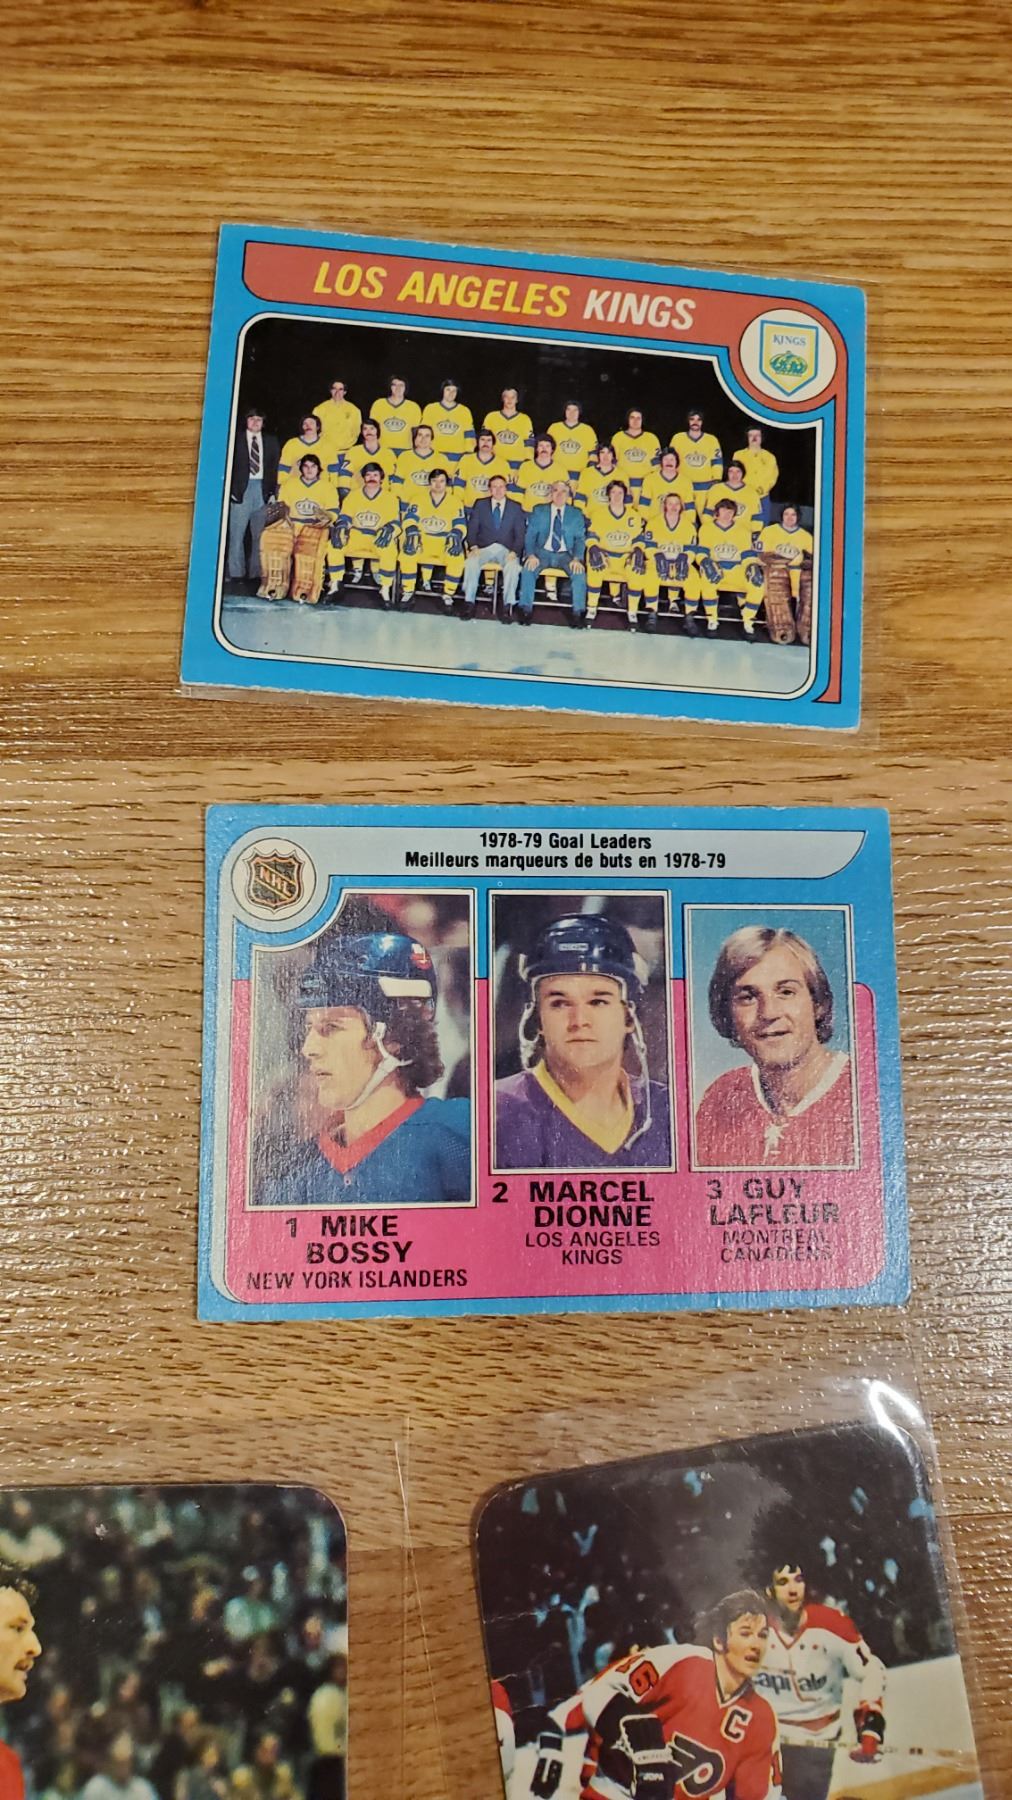 LOS ANGELES KINGS
KINGS
1978-79 Goal Leaders
Meilleurs marqueurs de buts en 1978-79
NHL
1 MIKE
BOSSY
NEW YORK ISLANDERS
2 MARCEL
DIONNE
LOS ANGELES
KINGS
3 GUY
LAFLEUR
MONTREAL
CANADIENS
capitals
C